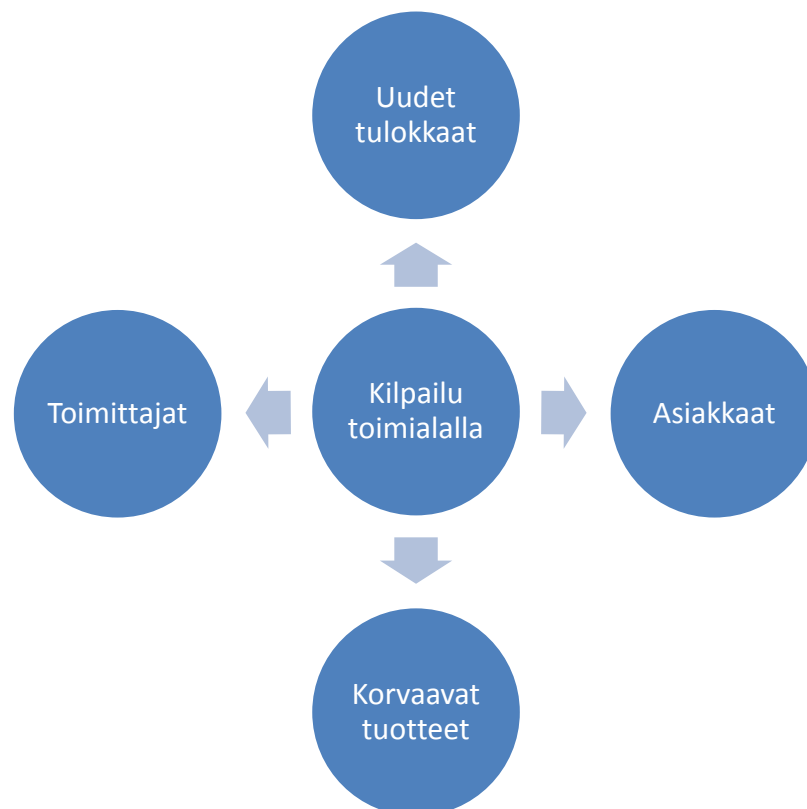 Uudet
tulokkaat
Toimittajat
Kilpailu
toimialalla
Asiakkaat
Korvaavat
tuotteet